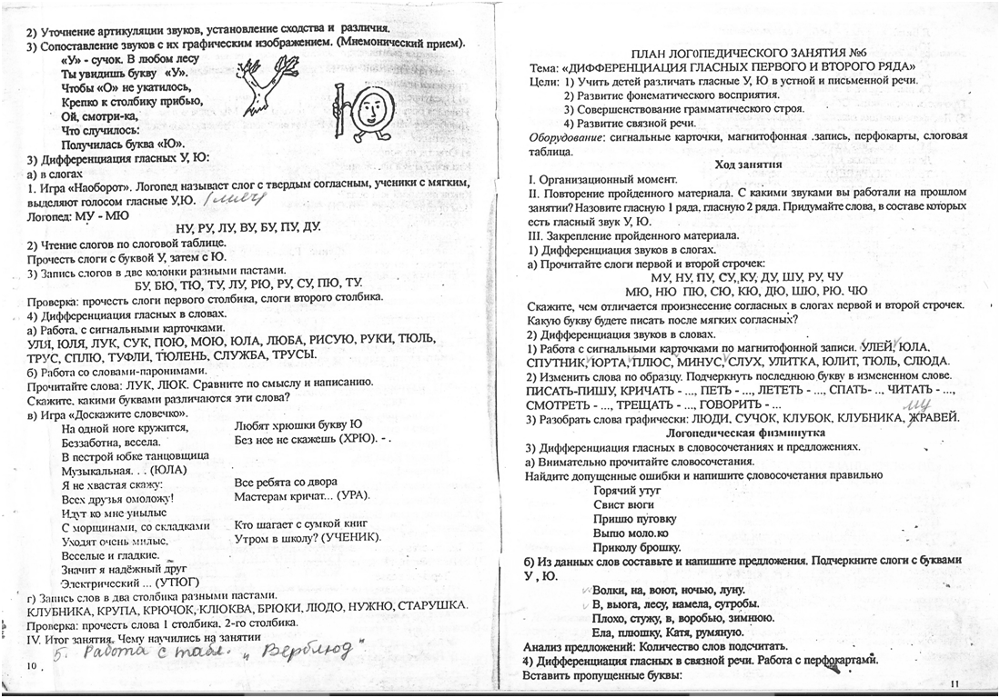 2) Уточнение артикуляции звуков, установление сходства и различия.
3) Сопоставление звуков с их графическим изображением. (Мнемонический прием).
«У» - сучок. В любом лесу
Ты увидишь букву «У».
Чтобы «О» не укатилось,
Крепко к столбику прибью,
Ой, смотри-ка,
Что случилось:
Получилась буква «Ю».
3) Дифференциация гласных У, Ю:
а) в слогах
1. Игра «Наоборот». Логопед называет слог с твердым согласным, ученики с мягким,
выделяют голосом гласные У,Ю.
Логопед: МУ - МЮ
НУ, РУ, ЛУ, ВУ, БУ, ПУ, ДУ.
2) Чтение слогов по слоговой таблице.
Прочесть слоги с буквой У, затем с Ю.
3) Запись слогов в две колонки разными пастами.
БУ, БЮ, ТЮ, ТУ, ЛУ, РЮ, РУ, СУ, ПЮ, ТУ.
Проверка: прочесть слоги первого столбика, слоги второго столбика.
4) Дифференциация гласных в словах.
а) Работа, с сигнальными карточками.
УЛЯ, ЮЛЯ, ЛУК, СУК, ПОЮ, МОЮ, ЮЛА, ЛЮБА, РИСУЮ, РУКИ, ТЮЛЬ,
ТРУС, СПЛЮ, ТУФЛИ, ТЮЛЕНЬ, СЛУЖБА, ТРУСЫ.
б) Работа со словами-паронимами.
Прочитайте слова: ЛУК, ЛЮК. Сравните по смыслу и написанию.
Скажите, какими буквами различаются эти слова?
в) Игра «Доскажите словечко».
На одной ноге кружится,
Беззаботна, весела.
В пестрой юбке танцовщица
Музыкальная. . . (ЮЛА)
Я не хвастая скажу:
Всех друзья омоложу!
Идут ко мне унылые
С морщинами, со складками
Уходят очень милые,
Веселые и гладкие.
Значит я надёжный друг
Электрический ... (УТЮГ)
Любят хрюшки букву Ю
Без нее не скажешь (ХРЮ). - .
Все ребята со двора
Мастерам кричат... (УРА).
Кто шагает с сумкой книг
Утром в школу? (УЧЕНИК).
г) Запись слов в два столбика разными пастами.
КЛУБНИКА, КРУПА, КРЮЧОК, КЛЮКВА, БРЮКИ, ЛЮДО, НУЖНО, СТАРУШКА.
Проверка: прочесть слова 1 столбика, 2-го столбика.
IV. Итог занятия. Чему научились на занятии
5. Работа с табл. „Верблюд"
10
ПЛАН ЛОГОПЕДИЧЕСКОГО ЗАНЯТИЯ №6
Тема: «ДИФФЕРЕНЦИАЦИЯ ГЛАСНЫХ ПЕРВОГО И ВТОРОГО РЯДА»
Цели: 1) Учить детей различать гласные У, Ю в устной и письменной речи.
2) Развитие фонематического восприятия.
3) Совершенствование грамматического строя.
4) Развитие связной речи.
Оборудование: сигнальные карточки, магнитофонная .запись, перфокарты, слоговая
таблица.
Ход занятия
I. Организационный момент.
II. Повторение пройденного материала. С какими звуками вы работали на прошлом
занятии? Назовите гласную 1 ряда, гласную 2 ряда. Придумайте слова, в составе которых
есть гласный звук У, Ю.
III. Закрепление пройденного материала.
1) Дифференциация звуков в слогах.
а) Прочитайте слоги первой и второй строчек:
МУ, НУ, ПУ, СУ, КУ, ДУ, ШУ, РУ, ЧУ
МЮ, НЮ ПЮ, СЮ, КЮ, ДЮ, ШЮ, РЮ, ЧЮ
Скажите, чем отличается произнесение согласных в слогах первой и второй строчек.
Какую букву будете писать после мягких согласных?
2) Дифференциация звуков в словах.
1) Работа с сигнальными карточками по магнитофонной записи. УЛЕЙ, ЮЛА,
СПУТНИК, ЮРТА, ПЛЮС, МИНУС, СЛУХ, УЛИТКА, ЮЛИТ, ТЮЛЬ, СЛЮДА.
2) Изменить слова по образцу. Подчеркнуть последнюю букву в измененном слове.
ПИСАТЬ-ПИШУ, КРИЧАТЬ - ..., ПЕТЬ - ..., ЛЕТЕТЬ - ..., СПАТЬ- ..., ЧИТАТЬ - ...,
СМОТРЕТЬ - ..., ТРЕЩАТЬ - ..., ГОВОРИТЬ - ...
3) Разобрать слова графически: ЛЮДИ, СУЧОК, КЛУБОК, КЛУБНИКА, ЖРАВЕЙ.
Логопедическая физминутка
3) Дифференциация гласных в словосочетаниях и предложениях.
а) Внимательно прочитайте словосочетания.
Найдите допущенные ошибки и напишите словосочетания правильно
Горячий утуг
Свист вюги
Пришю пуговку
Выпю моло.ко
Приколу брошку.
б) Из данных слов составьте и напишите предложения. Подчеркните слоги с буквами
У , Ю.
Волки, на, воют, ночью, луну.
В, вьюга, лесу, намела, сугробы.
Плохо, стужу, в, воробью, зимнюю.
Ела, плюшку, Катя, румяную.
Анализ предложений: Количество слов подсчитать.
4) Дифференциация гласных в связной речи. Работа с перфокартами.
Вставить пропущенные буквы:
11